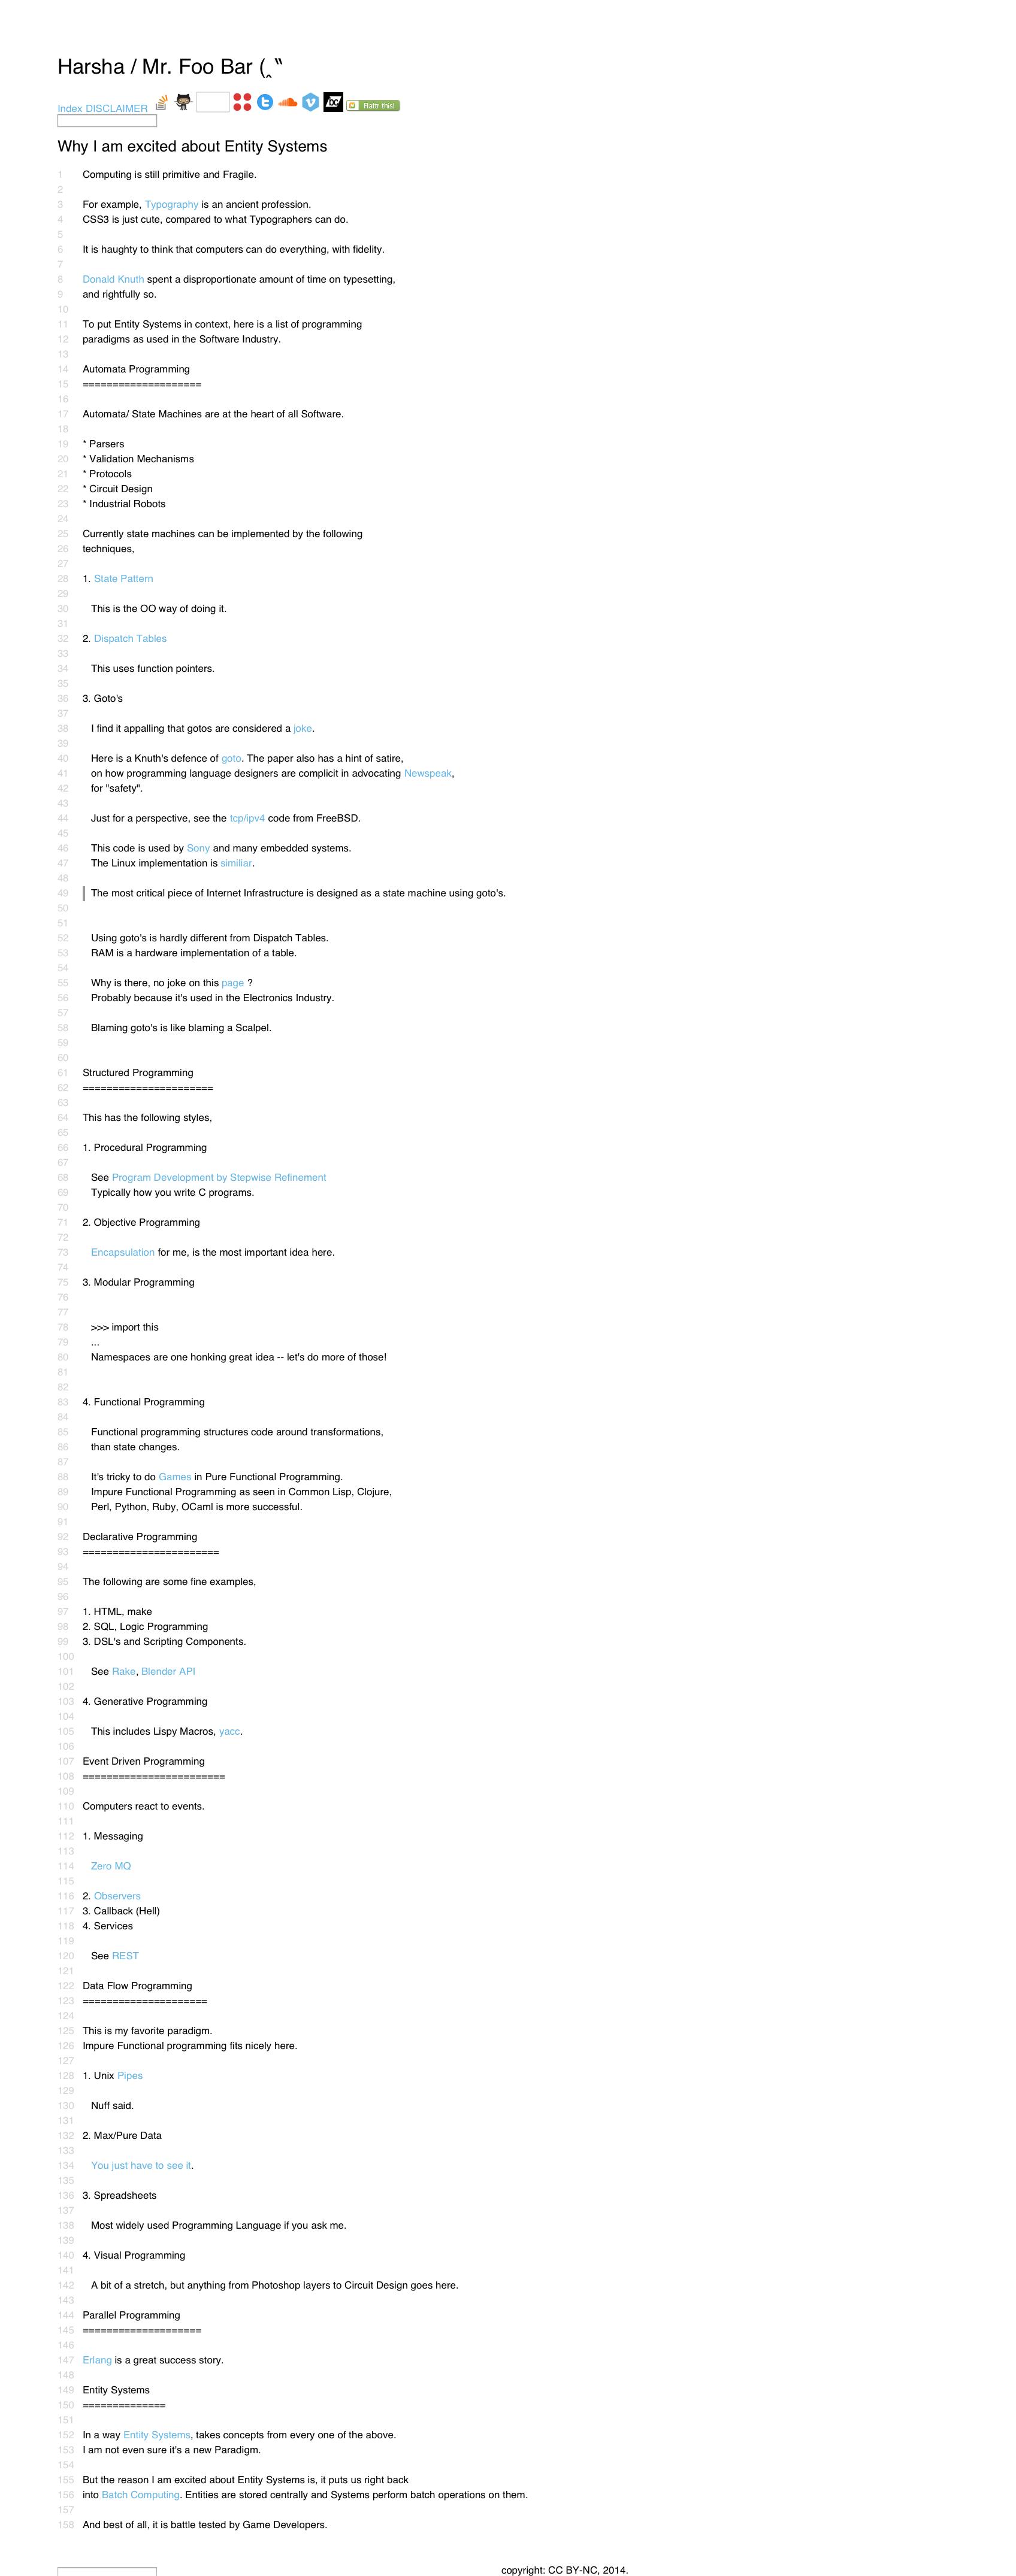 Harsha / Mr. Foo Bar (‸‶
Index DISCLAIMER Rattr this!
Why I am excited about Entity Systems
1 Computing is still primitive and Fragile.
2
3 For example, Typography is an ancient profession.
4 CSS3 is just cute, compared to what Typographers can do.
5
6 It is haughty to think that computers can do everything, with fidelity.
7
8 Donald Knuth spent a disproportionate amount of time on typesetting,
9 and rightfully so.
10
11 To put Entity Systems in context, here is a list of programming
12 paradigms as used in the Software Industry.
13
14 Automata Programming
15 ====================
16
17 Automata/ State Machines are at the heart of all Software.
18
19 * Parsers
20 * Validation Mechanisms
21 * Protocols
22 * Circuit Design
23 * Industrial Robots
24
25 Currently state machines can be implemented by the following
26 techniques,
27
28 1. State Pattern
29
30 This is the OO way of doing it.
31
32 2. Dispatch Tables
33
34 This uses function pointers.
35
36 3. Goto's
37
38 I find it appalling that gotos are considered a joke.
39
40 Here is a Knuth's defence of goto. The paper also has a hint of satire,
41 on how programming language designers are complicit in advocating Newspeak,
42 for "safety".
43
44 Just for a perspective, see the tcp/ipv4 code from FreeBSD.
45
46 This code is used by Sony and many embedded systems.
47 The Linux implementation is similiar.
48
49 The most critical piece of Internet Infrastructure is designed as a state machine using goto's.
50
51
52 Using goto's is hardly different from Dispatch Tables.
53 RAM is a hardware implementation of a table.
54
55 Why is there, no joke on this page ?
56 Probably because it's used in the Electronics Industry.
57
58 Blaming goto's is like blaming a Scalpel.
59
60
61 Structured Programming
62 ======================
63
64 This has the following styles,
65
66 1. Procedural Programming
67
68 See Program Development by Stepwise Refinement
69 Typically how you write C programs.
70
71 2. Objective Programming
72
73 Encapsulation for me, is the most important idea here.
74
75 3. Modular Programming
76
77
78 >>> import this
79 ...
80 Namespaces are one honking great idea -- let's do more of those!
81
82
83 4. Functional Programming
84
85 Functional programming structures code around transformations,
86 than state changes.
87
88 It's tricky to do Games in Pure Functional Programming.
89 Impure Functional Programming as seen in Common Lisp, Clojure,
90 Perl, Python, Ruby, OCaml is more successful.
91
92 Declarative Programming
93 =======================
94
95 The following are some fine examples,
96
97 1. HTML, make
98 2. SQL, Logic Programming
99 3. DSL's and Scripting Components.
100
101 See Rake, Blender API
102
103 4. Generative Programming
104
105 This includes Lispy Macros, yacc.
106
107 Event Driven Programming
108 ========================
109
110 Computers react to events.
111
112 1. Messaging
113
114 Zero MQ
115
116 2. Observers
117 3. Callback (Hell)
118 4. Services
119
120 See REST
121
122 Data Flow Programming
123 =====================
124
125 This is my favorite paradigm.
126 Impure Functional programming fits nicely here.
127
128 1. Unix Pipes
129
130 Nuff said.
131
132 2. Max/Pure Data
133
134 You just have to see it.
135
136 3. Spreadsheets
137
138 Most widely used Programming Language if you ask me.
139
140 4. Visual Programming
141
142 A bit of a stretch, but anything from Photoshop layers to Circuit Design goes here.
143
144 Parallel Programming
145 ====================
146
147 Erlang is a great success story.
148
149 Entity Systems
150 ==============
151
152 In a way Entity Systems, takes concepts from every one of the above.
153 I am not even sure it's a new Paradigm.
154
155 But the reason I am excited about Entity Systems is, it puts us right back
156 into Batch Computing. Entities are stored centrally and Systems perform batch operations on them.
157
158 And best of all, it is battle tested by Game Developers.
copyright: CC BY-NC, 2014.